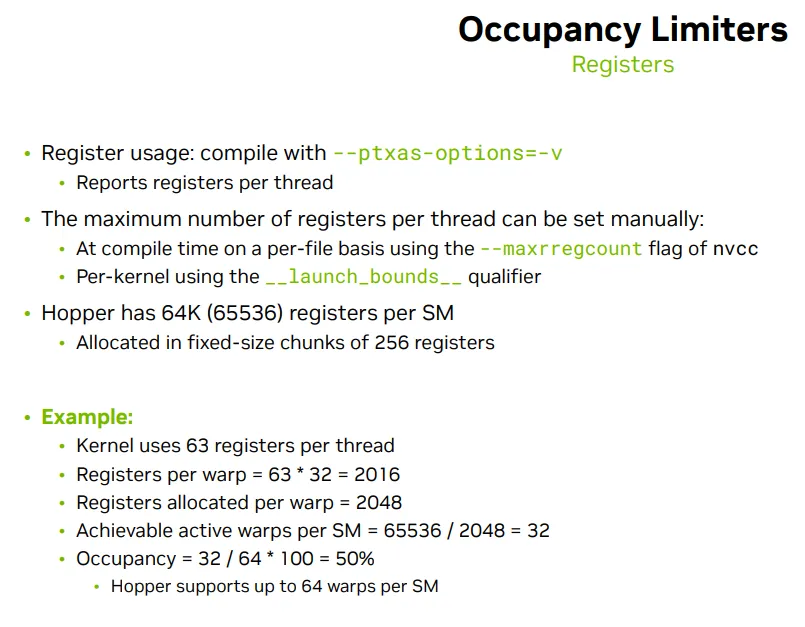 Occupancy Limiters
Registers
• Register usage: compile with --ptxas-options=-v
• Reports registers per thread
• The maximum number of registers per thread can be set manually:
• At compile time on a per-file basis using the --maxrregcount flag of nvcc
• Per-kernel using the __launch_bounds__ qualifier
• Hopper has 64K (65536) registers per SM
• Allocated in fixed-size chunks of 256 registers
• Example:
• Kernel uses 63 registers per thread
• Registers per warp = 63 * 32 = 2016
• Registers allocated per warp = 2048
• Achievable active warps per SM = 65536 / 2048 = 32
• Occupancy = 32 / 64 * 100 = 50%
• Hopper supports up to 64 warps per SM